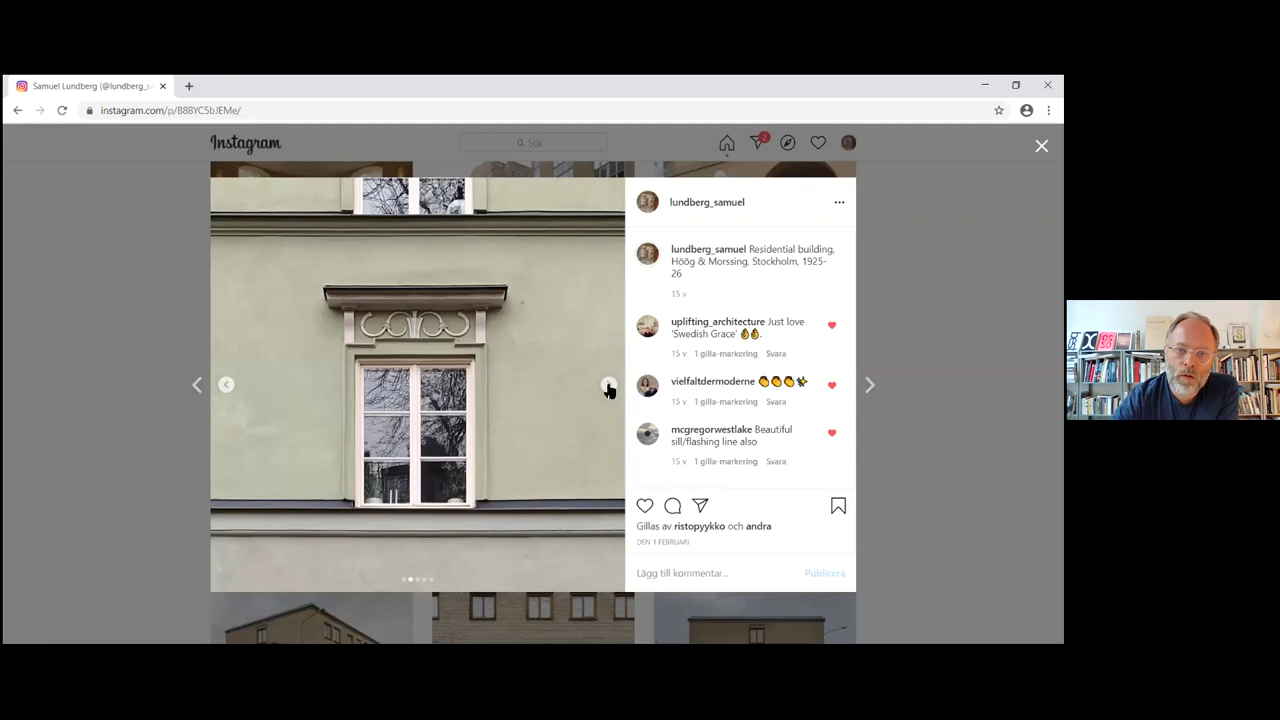 Samuel Lundberg (@lundberg_s
instagram.com/p/B8BYC5bJEMe/
Instagram
Sök
2
lundberg_samuel
lundberg_samuel Residential building,
Höög & Morssing, Stockholm, 1925-
26
15 v
uplifting_architecture Just love
'Swedish Grace' 👌👌.
15 v 1 gilla-markering Svara
vielfaltdermoderne 👏👏👏✨
15 v 1 gilla-markering Svara
mcgregorwestlake Beautiful
sill/flashing line also
15 v 1 gilla-markering Svara
Gillas av ristopyykko och andra
DEN 1 FEBRUARI
Lägg till kommentar...
Publicera